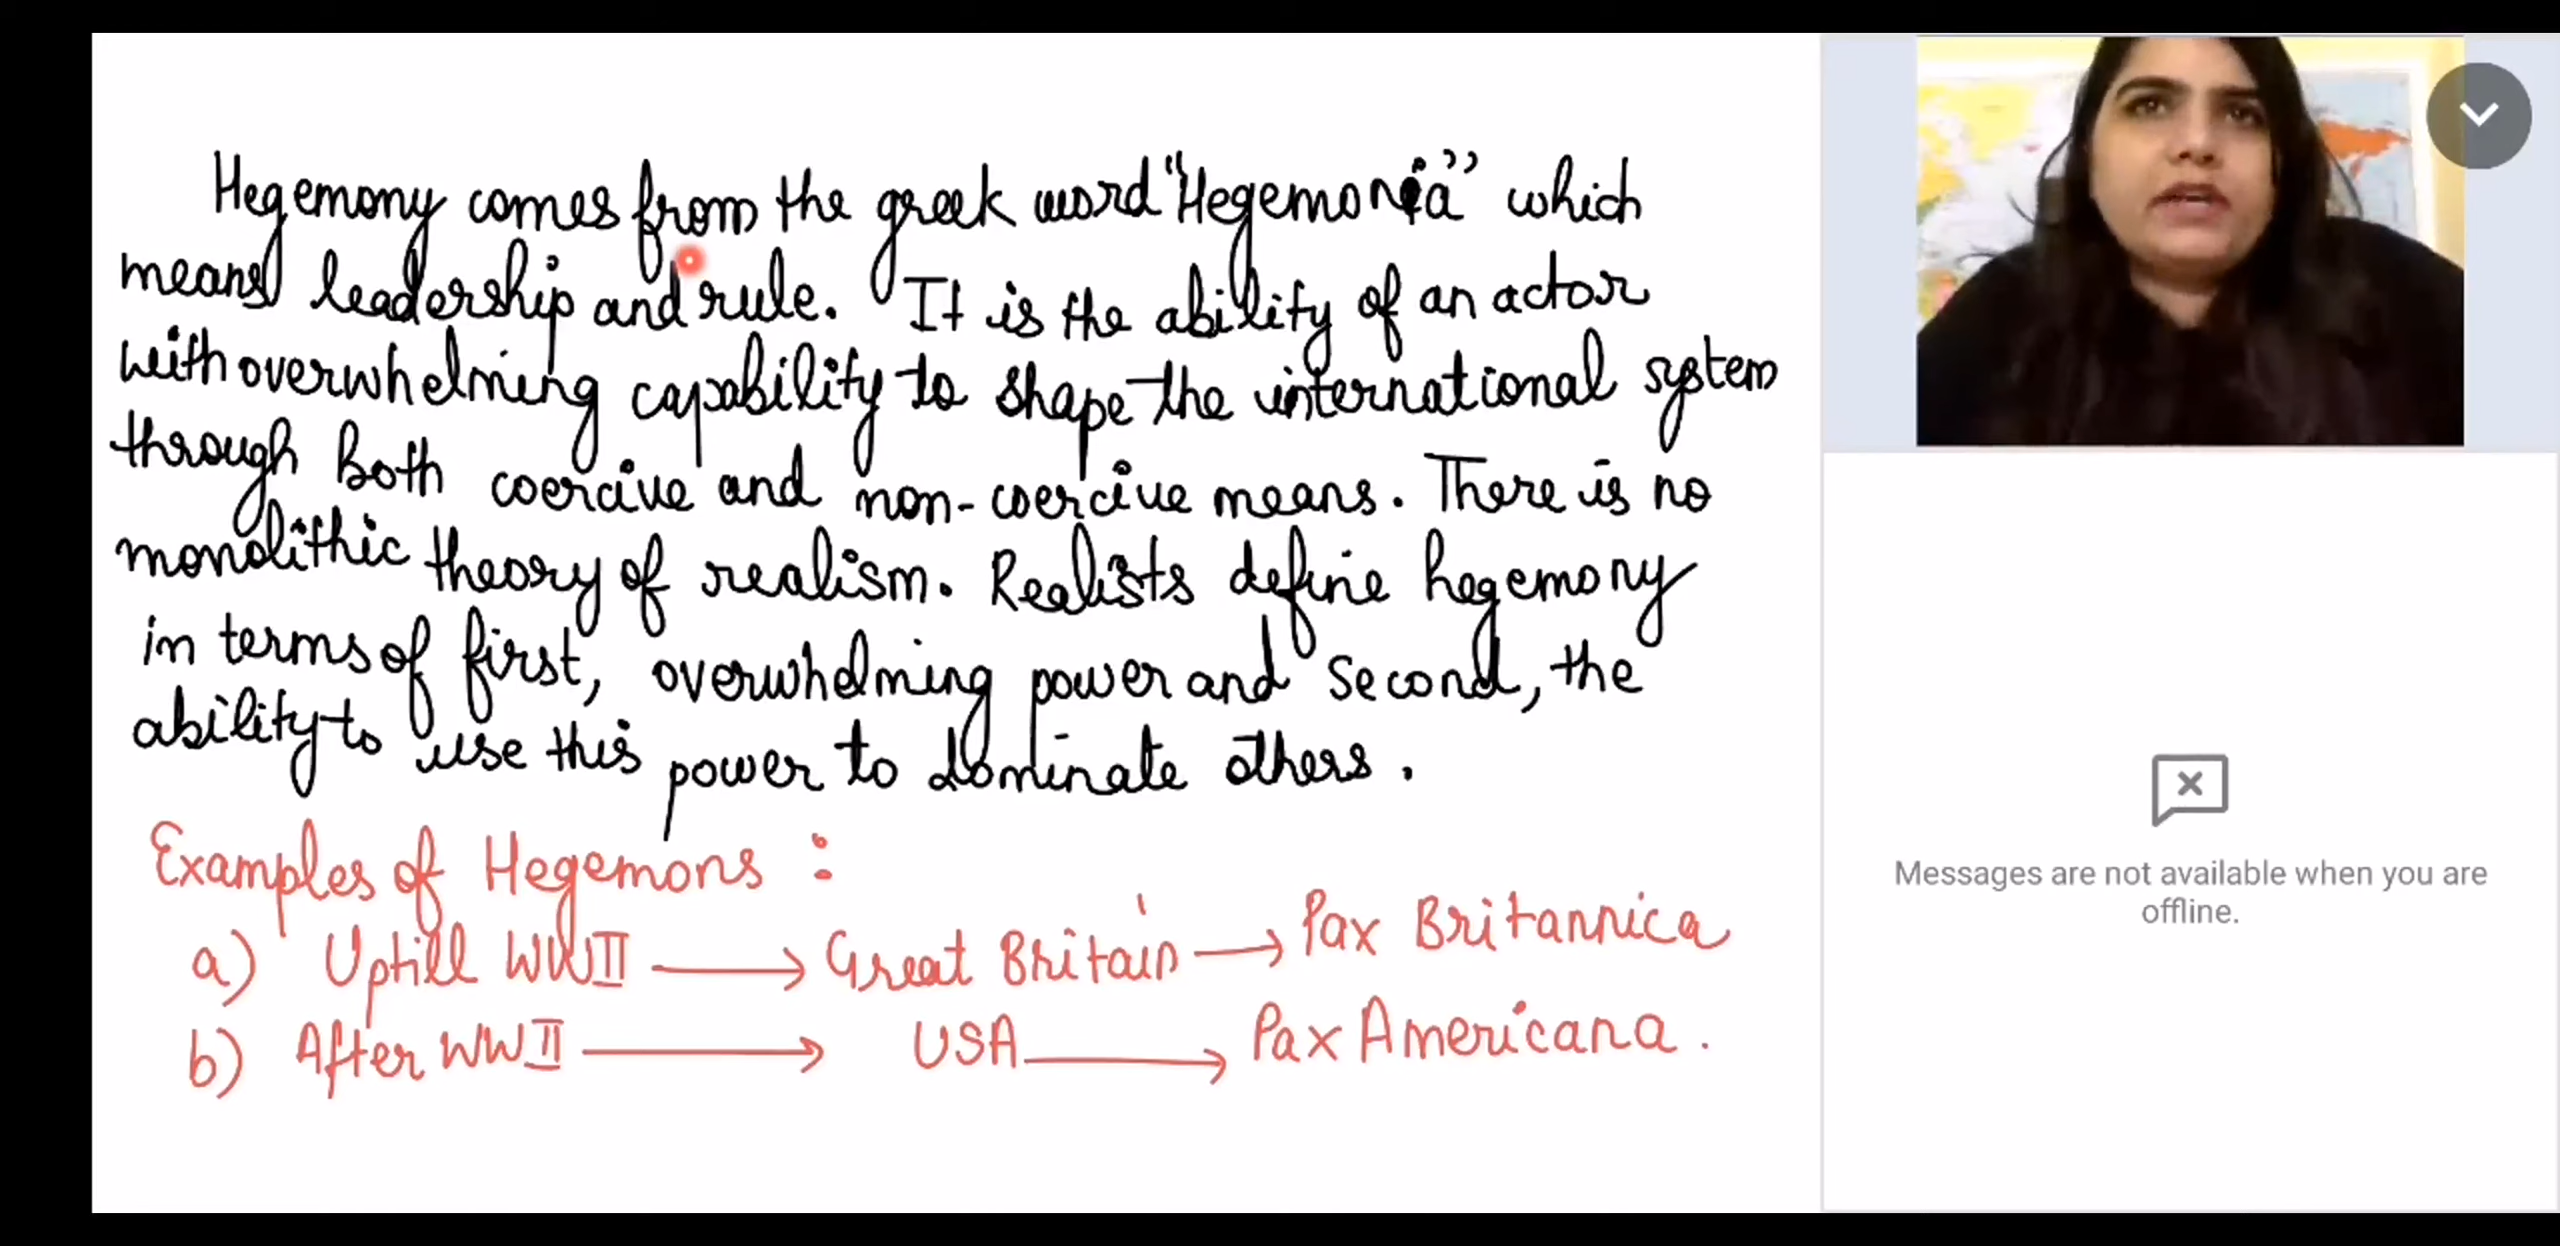 Hegemony comes from the greek word "Hegemonia" which
means leadership and rule. It is the ability of an actor
with overwhelming capability to shape the international system
through both coercive and non-coercive means. There is no
monolithic theory of realism. Realists define hegemony
in terms of first, overwhelming power and second, the
ability to use this power to dominate others.
Examples of Hegemons :
a) Uptill WWII → Great Britain → Pax Britannica
b) After WWII → USA → Pax Americana.
Messages are not available when you are
offline.